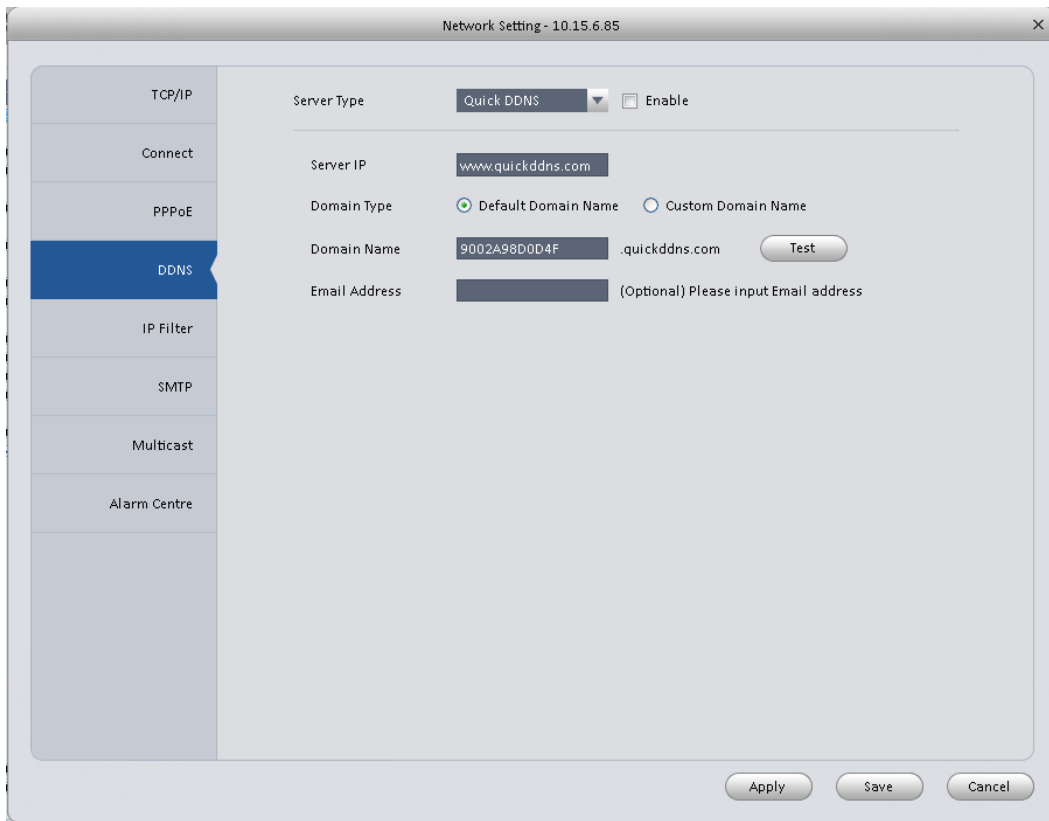 Network Setting - 10.15.6.85
TCP/IP
Connect
PPPoE
DDNS
IP Filter
SMTP
Multicast
Alarm Centre
Server Type Quick DDNS Enable
Server IP www.quickddns.com
Domain Type Default Domain Name Custom Domain Name
Domain Name 9002A98D0D4F .quickddns.com Test
Email Address (Optional) Please input Email address
Apply Save Cancel